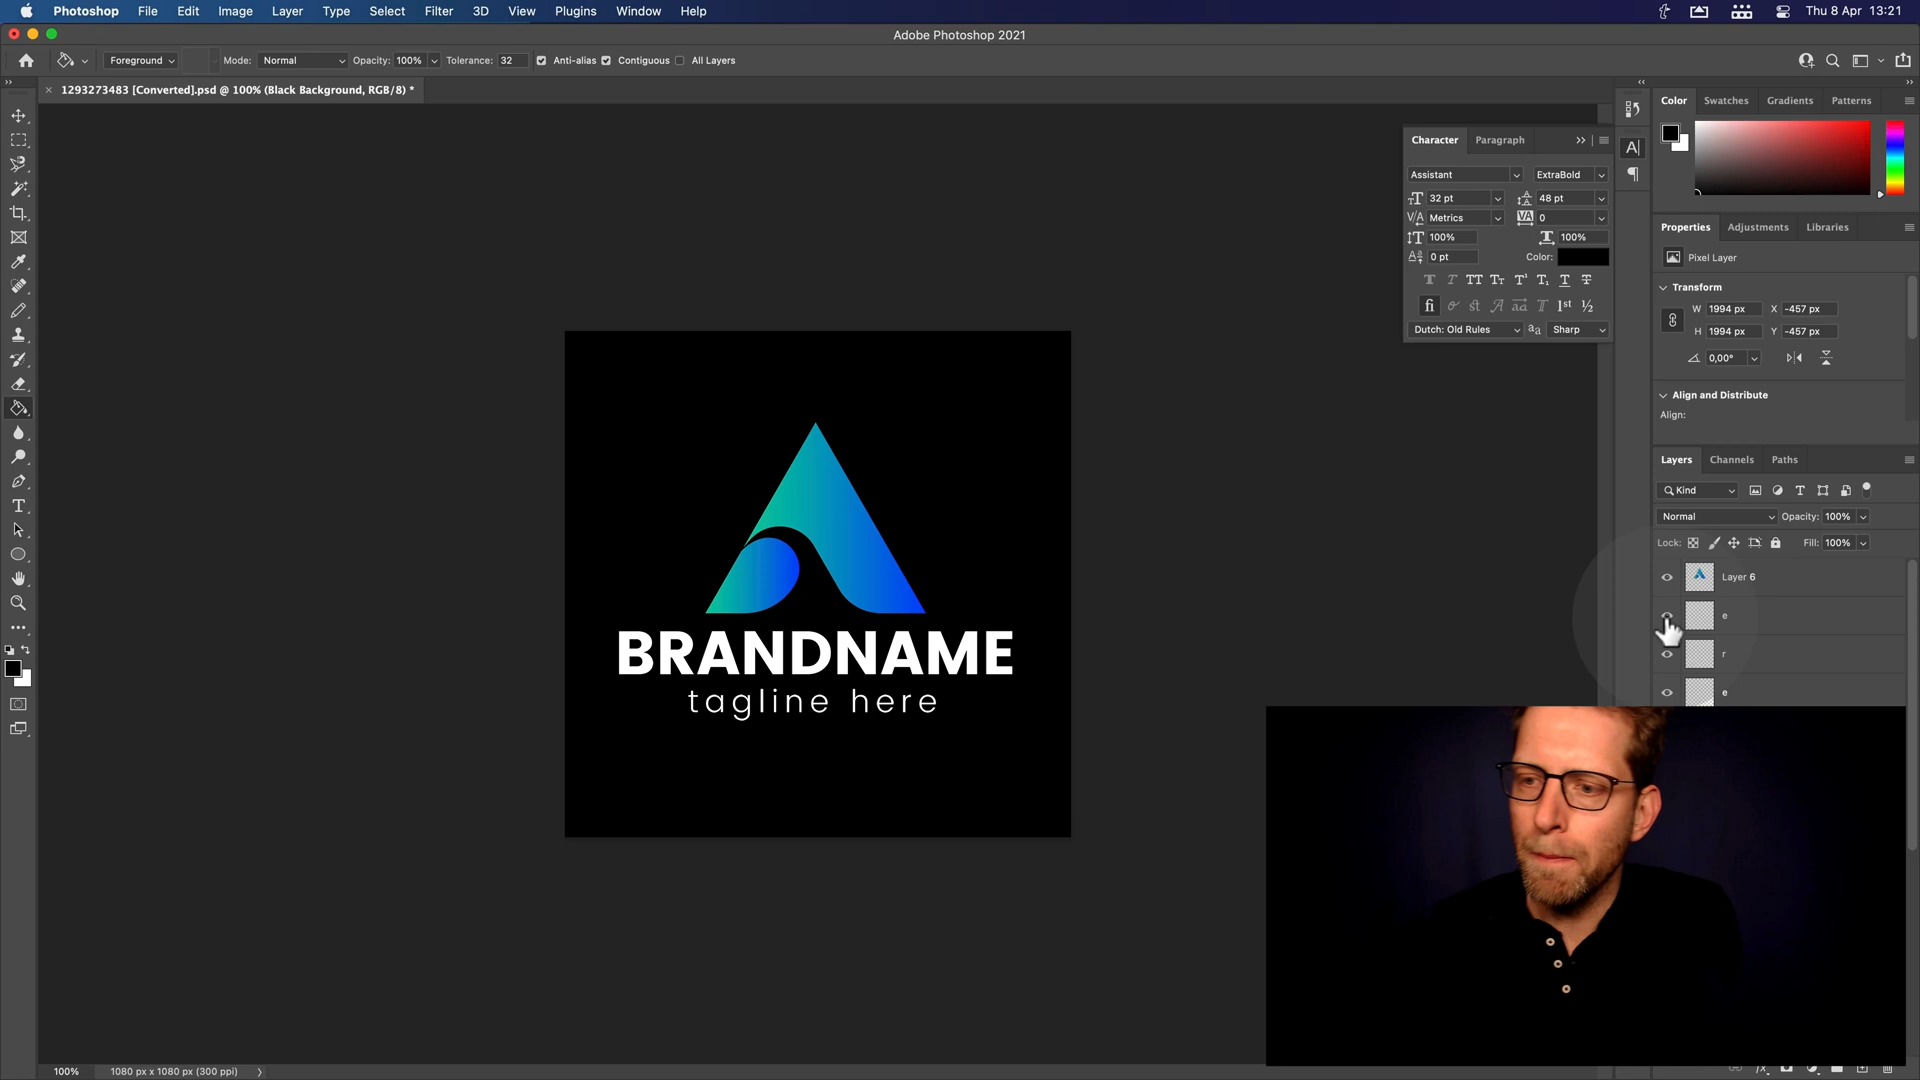 Photoshop File Edit Image Layer Type Select Filter 3D View Plugins Window Help Thu 8 Apr 13:21
Adobe Photoshop 2021
Foreground Mode: Normal Opacity: 100% Tolerance: 32 Anti-alias Contiguous All Layers
1293273483 [Converted].psd @ 100% (Black Background, RGB/8) *
Color Swatches Gradients Patterns
Character Paragraph
Assistant ExtraBold
32 pt 48 pt
Metrics 0
100% 100%
0 pt Color:
Dutch: Old Rules Sharp
Properties Adjustments Libraries
Pixel Layer
Transform
W 1994 px X -457 px
H 1994 px Y -457 px
0,00°
Align and Distribute
Align:
Layers Channels Paths
Kind
Normal Opacity: 100%
Lock: Fill: 100%
Layer 6
e
r
e
BRANDNAME
tagline here
100% 1080 px x 1080 px (300 ppi)